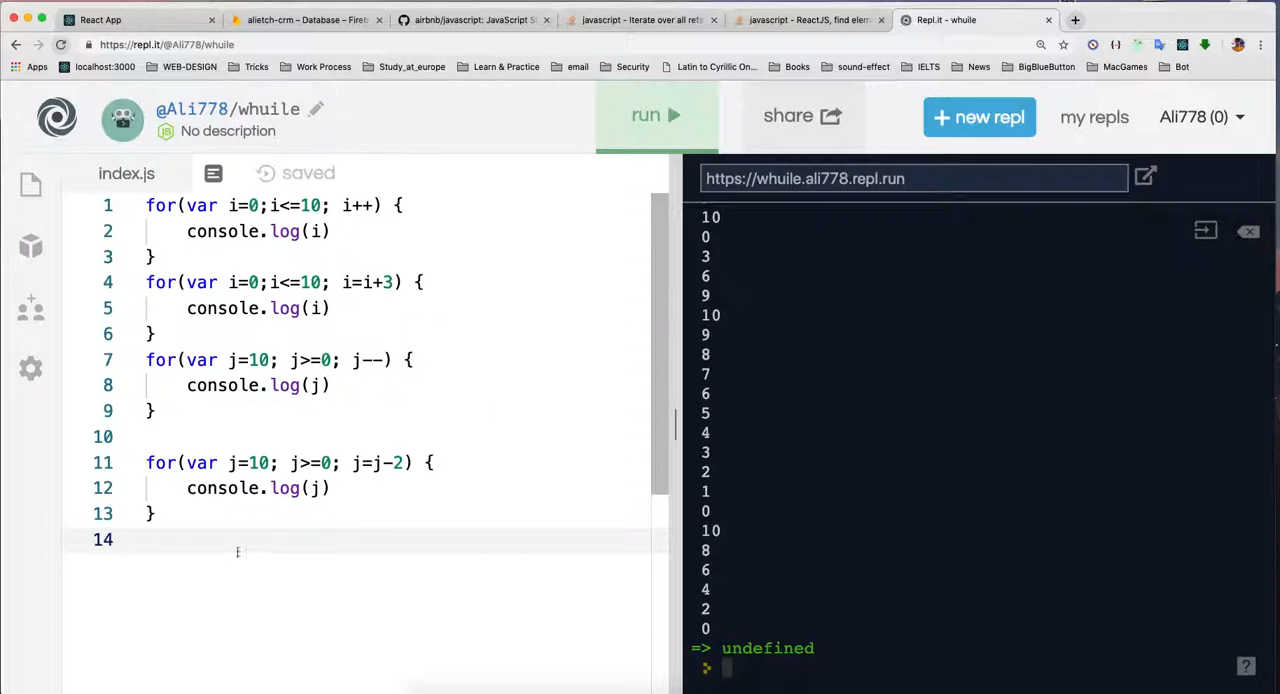 React App
alietch-crm – Database – Fireb
airbnb/javascript: JavaScript S
javascript - Iterate over all refs
javascript - ReactJS, find elem
Repl.it - whuile
https://repl.it/@Ali778/whuile
Apps localhost:3000 WEB-DESIGN Tricks Work Process Study_at_europe Learn & Practice email Security Latin to Cyrillic On... Books sound-effect IELTS News BigBlueButton MacGames Bot
@Ali778/whuile
No description
run
share
+ new repl
my repls
Ali778 (0)
index.js
saved
https://whuile.ali778.repl.run
1 for(var i=0;i<=10; i++) {
2 console.log(i)
3 }
4 for(var i=0;i<=10; i=i+3) {
5 console.log(i)
6 }
7 for(var j=10; j>=0; j--) {
8 console.log(j)
9 }
10
11 for(var j=10; j>=0; j=j-2) {
12 console.log(j)
13 }
14
10
0
3
6
9
10
9
8
7
6
5
4
3
2
1
0
10
8
6
4
2
0
=> undefined
?